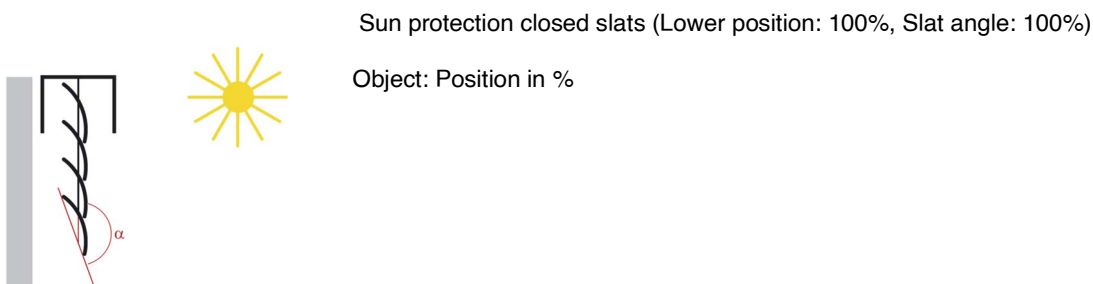 Sun protection closed slats (Lower position: 100%, Slat angle: 100%)
Object: Position in %
α